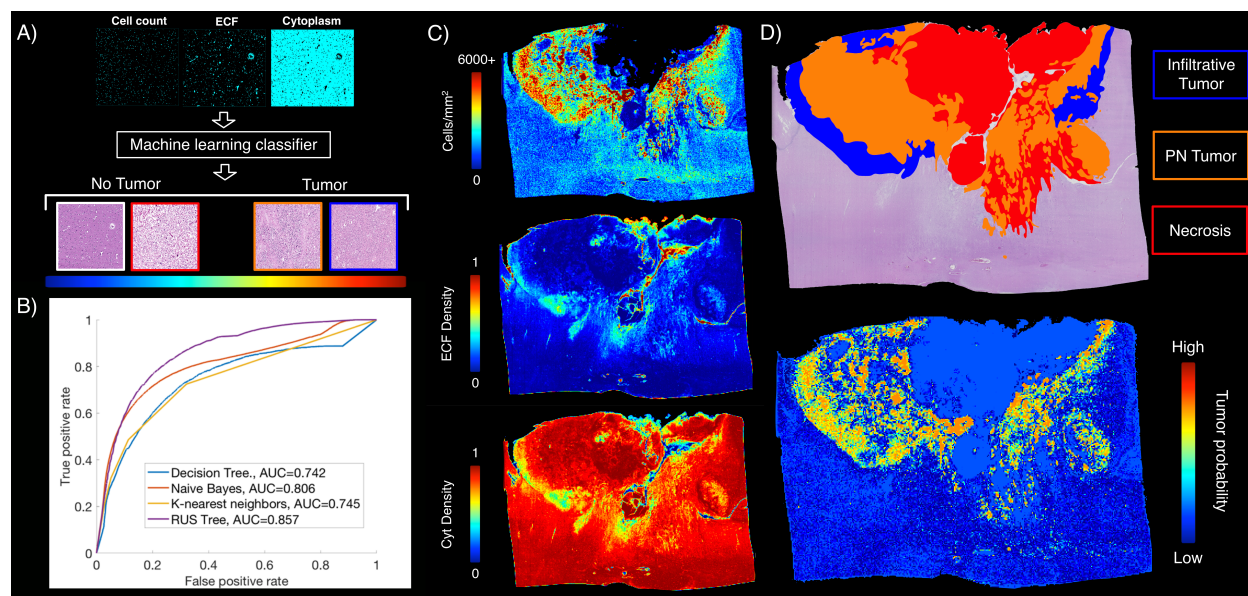 A)
Cell count
ECF
Cytoplasm
Machine learning classifier
No Tumor
Tumor
B)
True positive rate
1
0.8
0.6
0.4
0.2
0
0
0.2
0.4
0.6
0.8
1
False positive rate
Decision Tree., AUC=0.742
Naive Bayes, AUC=0.806
K-nearest neighbors, AUC=0.745
RUS Tree, AUC=0.857
C)
6000+
Cells/mm²
0
1
ECF Density
0
1
Cyt Density
0
D)
Infiltrative
Tumor
PN Tumor
Necrosis
High
Tumor probability
Low